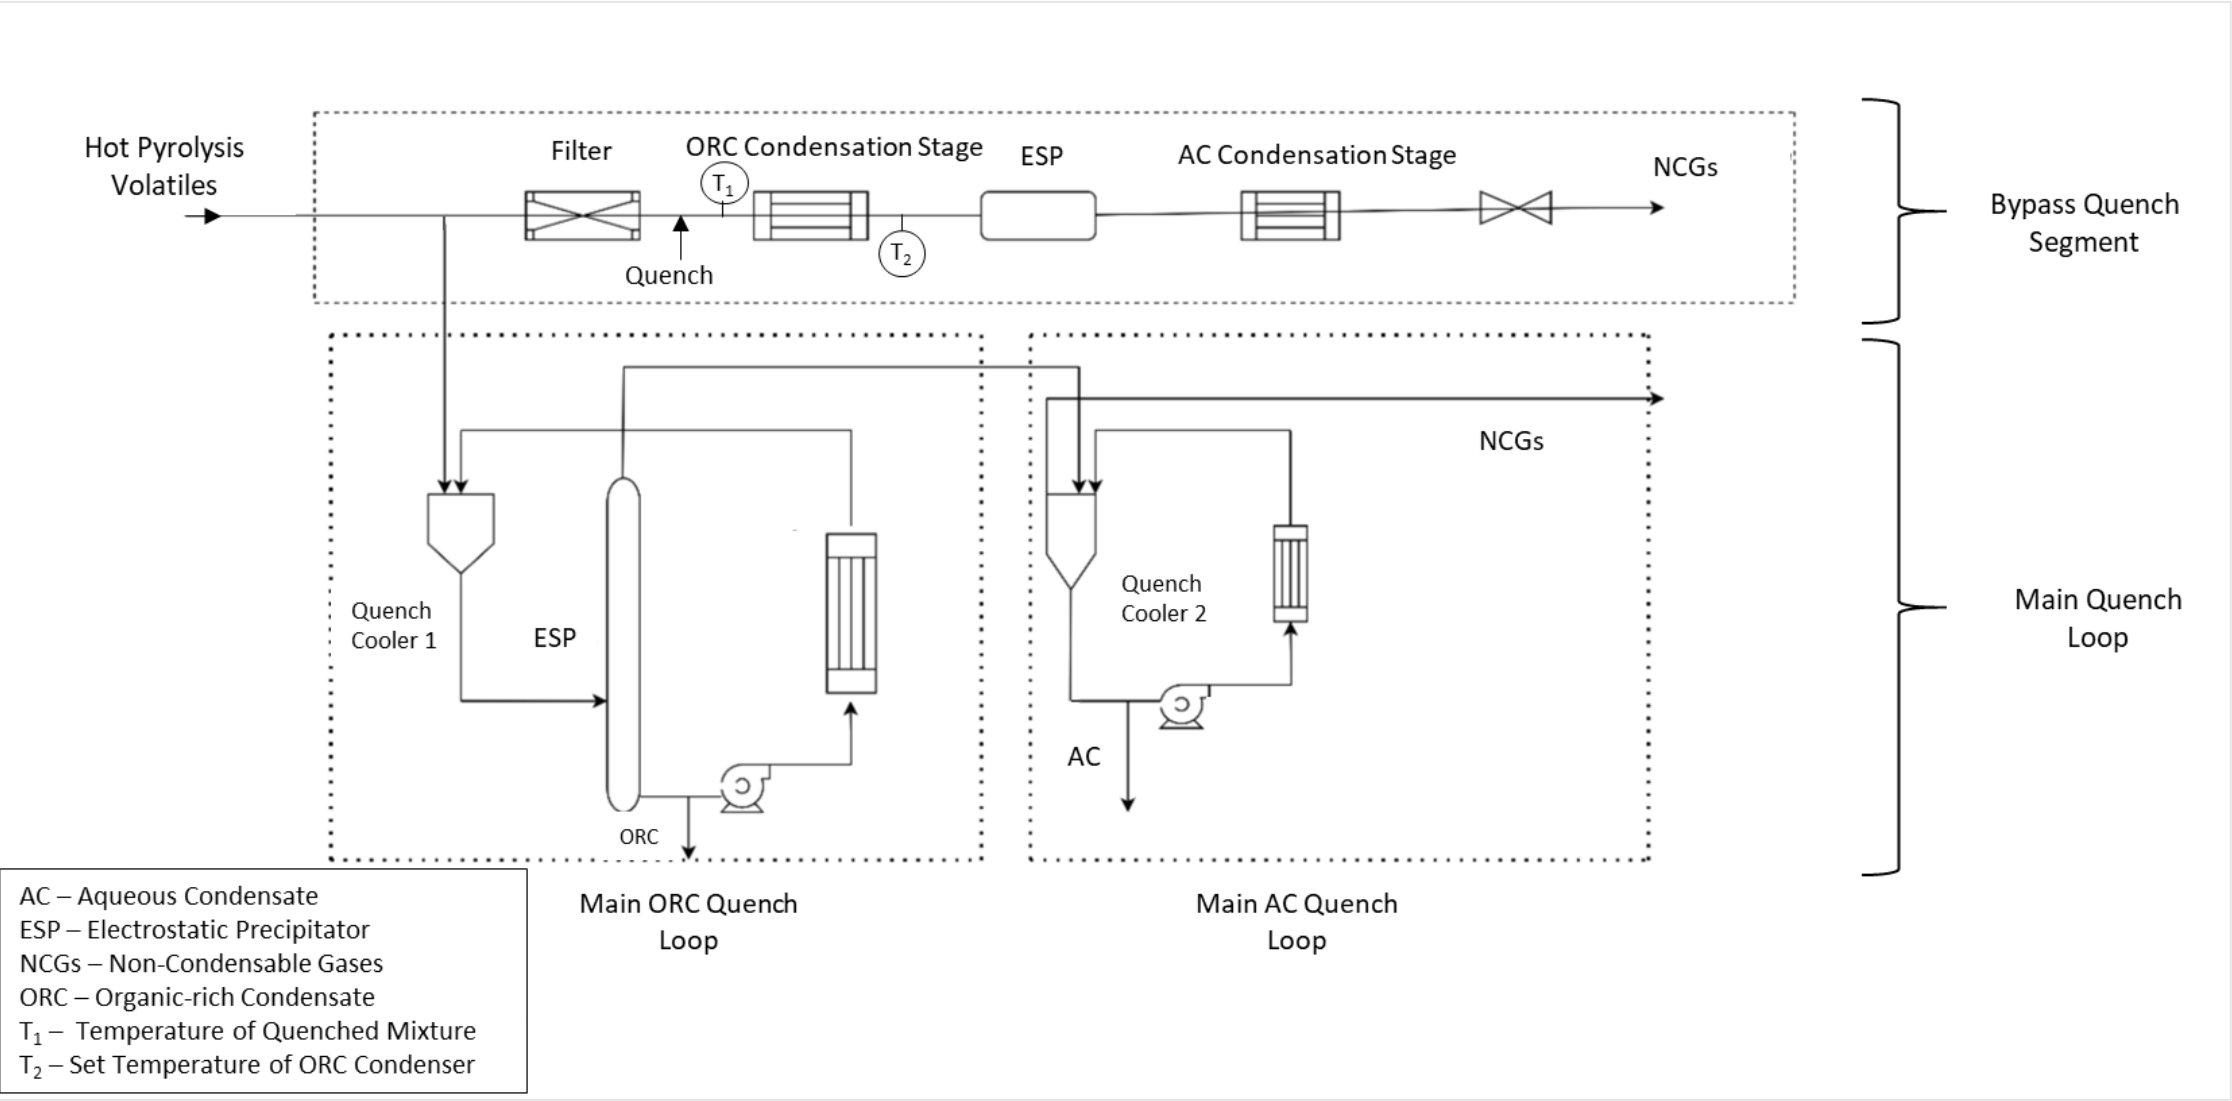 Hot Pyrolysis
Volatiles
Filter
ORC Condensation Stage
ESP
AC Condensation Stage
NCGs
T₁
T₂
Quench
Bypass Quench
Segment
NCGs
Quench
Cooler 1
ESP
ORC
Quench
Cooler 2
AC
Main Quench
Loop
Main ORC Quench
Loop
Main AC Quench
Loop
AC – Aqueous Condensate
ESP – Electrostatic Precipitator
NCGs – Non-Condensable Gases
ORC – Organic-rich Condensate
T₁ – Temperature of Quenched Mixture
T₂ – Set Temperature of ORC Condenser